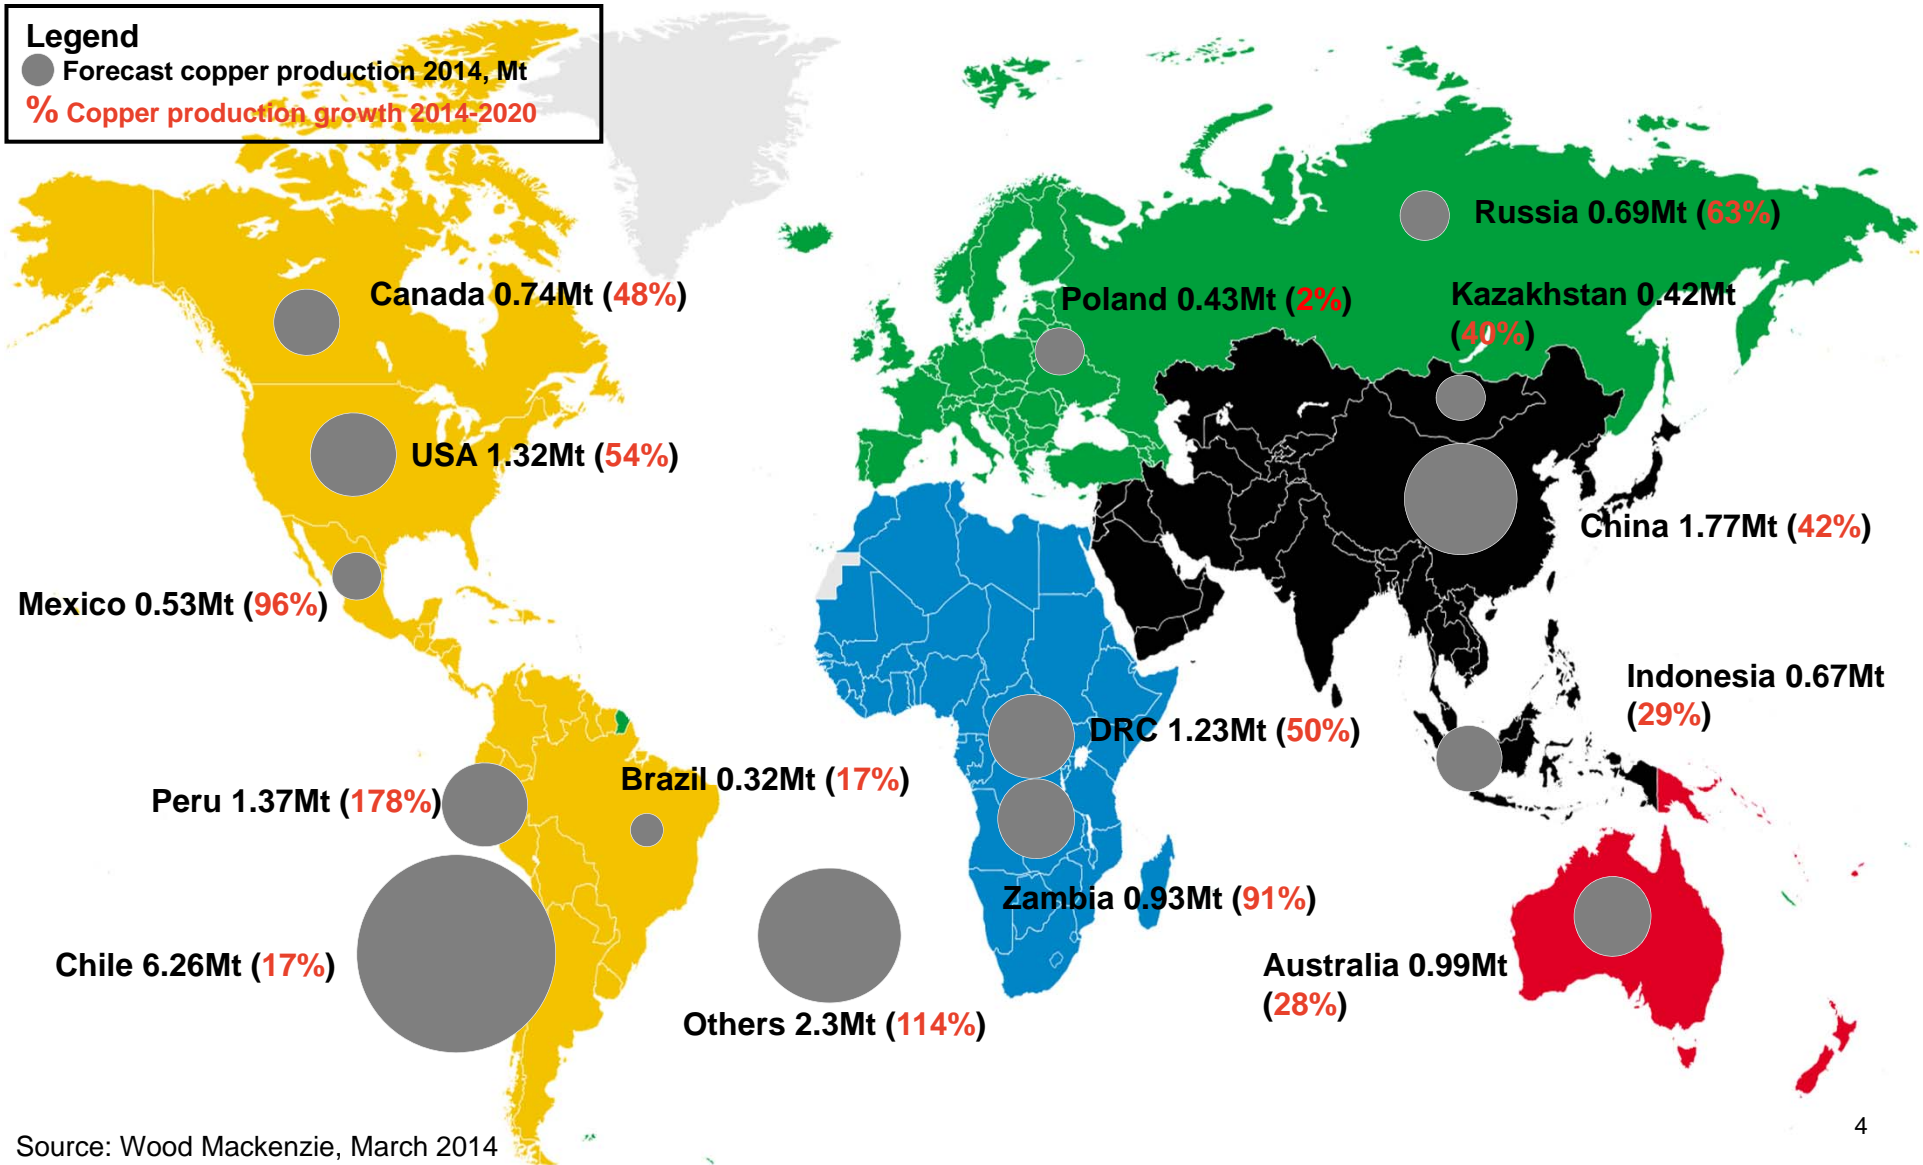 Legend
Forecast copper production 2014, Mt
% Copper production growth 2014-2020
Russia 0.69Mt (63%)
Canada 0.74Mt (48%)
Poland 0.43Mt (2%)
Kazakhstan 0.42Mt
(40%)
USA 1.32Mt (54%)
China 1.77Mt (42%)
Mexico 0.53Mt (96%)
Indonesia 0.67Mt
(29%)
DRC 1.23Mt (50%)
Brazil 0.32Mt (17%)
Peru 1.37Mt (178%)
Zambia 0.93Mt (91%)
Chile 6.26Mt (17%)
Australia 0.99Mt
(28%)
Others 2.3Mt (114%)
Source: Wood Mackenzie, March 2014
4